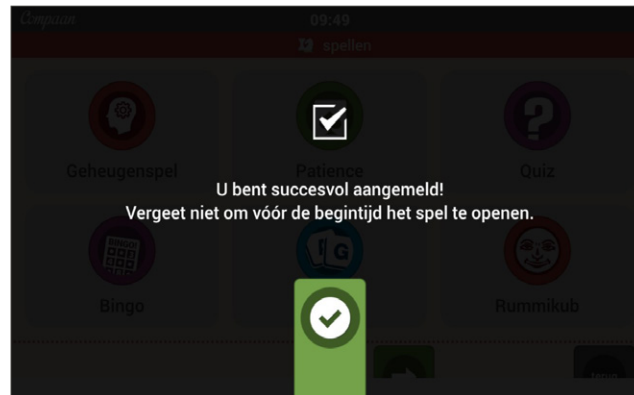 Compaan
09:49
spellen
Geheugenspel
Patience
Quiz
U bent succesvol aangemeld!
Vergeet niet om vóór de begintijd het spel te openen.
BINGO!
G
Bingo
Rummikub